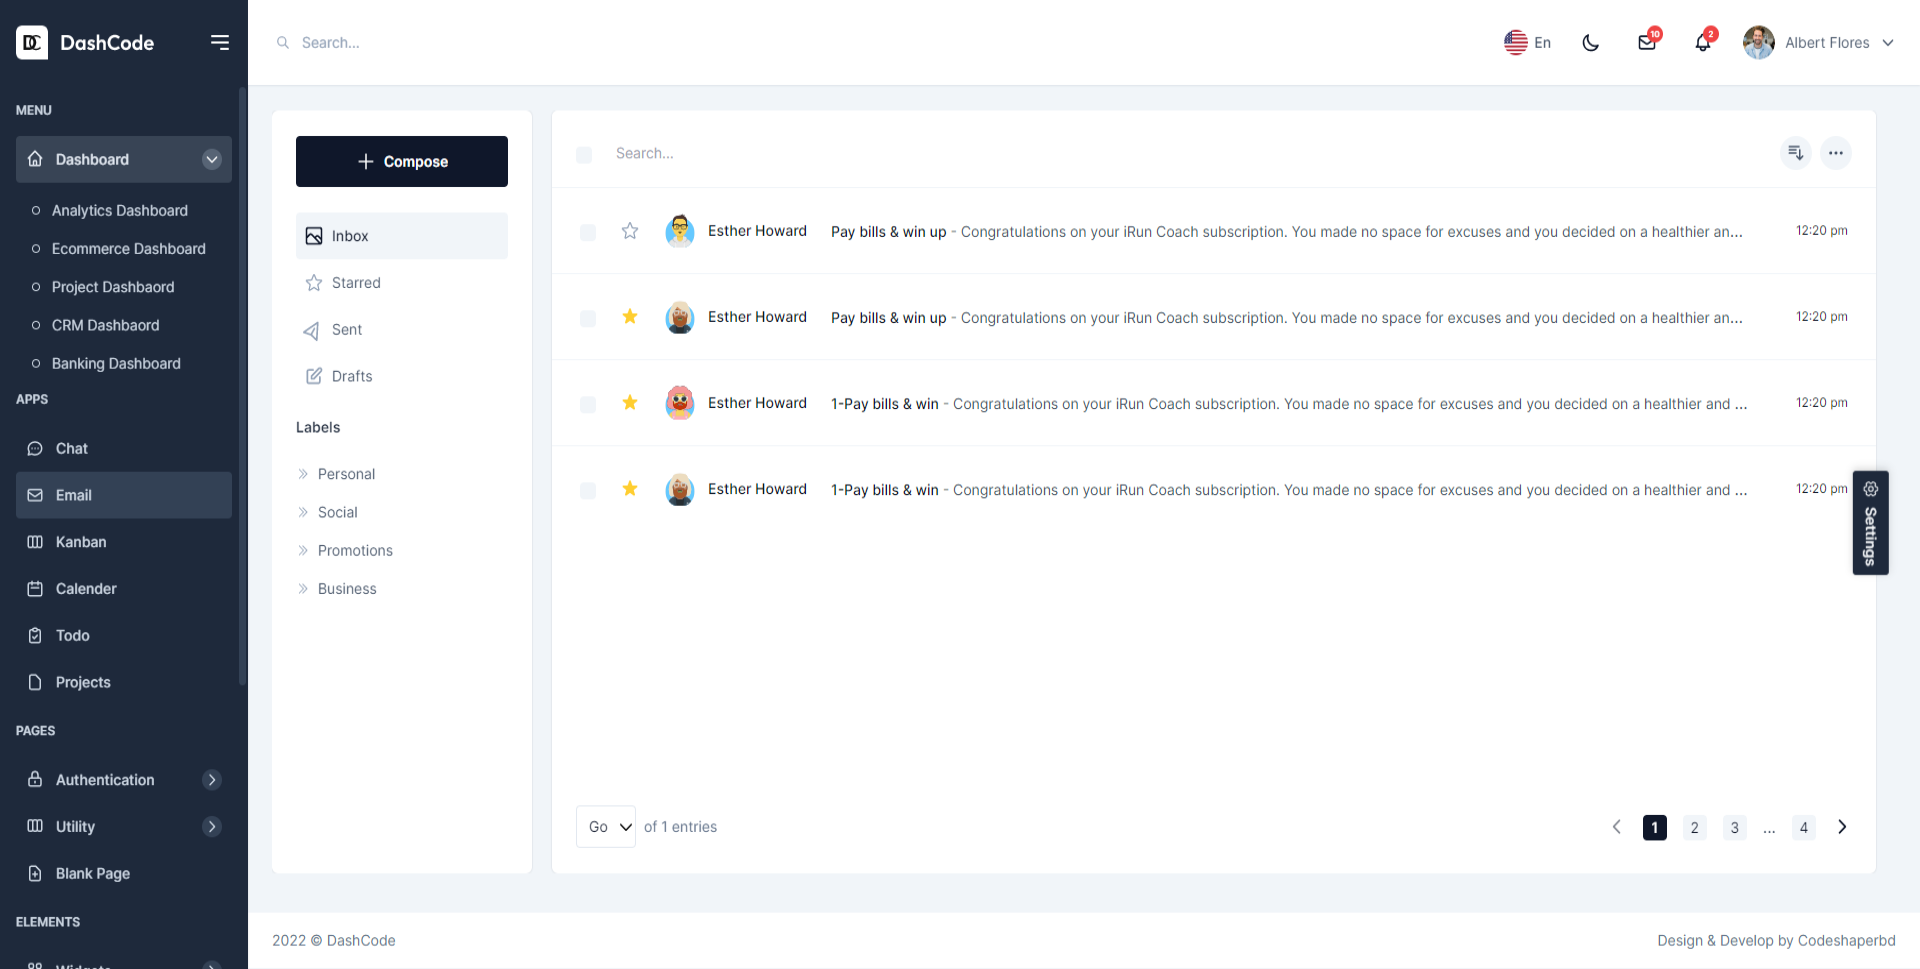 DC DashCode
Search...
En
10
2
Albert Flores
MENU
Dashboard
Analytics Dashboard
Ecommerce Dashboard
Project Dashbaord
CRM Dashbaord
Banking Dashboard
APPS
Chat
Email
Kanban
Calender
Todo
Projects
PAGES
Authentication
Utility
Blank Page
ELEMENTS
Widgets
Compose
Inbox
Starred
Sent
Drafts
Labels
Personal
Social
Promotions
Business
Search...
Esther Howard Pay bills & win up - Congratulations on your iRun Coach subscription. You made no space for excuses and you decided on a healthier an... 12:20 pm
Esther Howard Pay bills & win up - Congratulations on your iRun Coach subscription. You made no space for excuses and you decided on a healthier an... 12:20 pm
Esther Howard 1-Pay bills & win - Congratulations on your iRun Coach subscription. You made no space for excuses and you decided on a healthier and ... 12:20 pm
Esther Howard 1-Pay bills & win - Congratulations on your iRun Coach subscription. You made no space for excuses and you decided on a healthier and ... 12:20 pm
Settings
Go of 1 entries
1 2 3 ... 4
2022 © DashCode
Design & Develop by Codeshaperbd